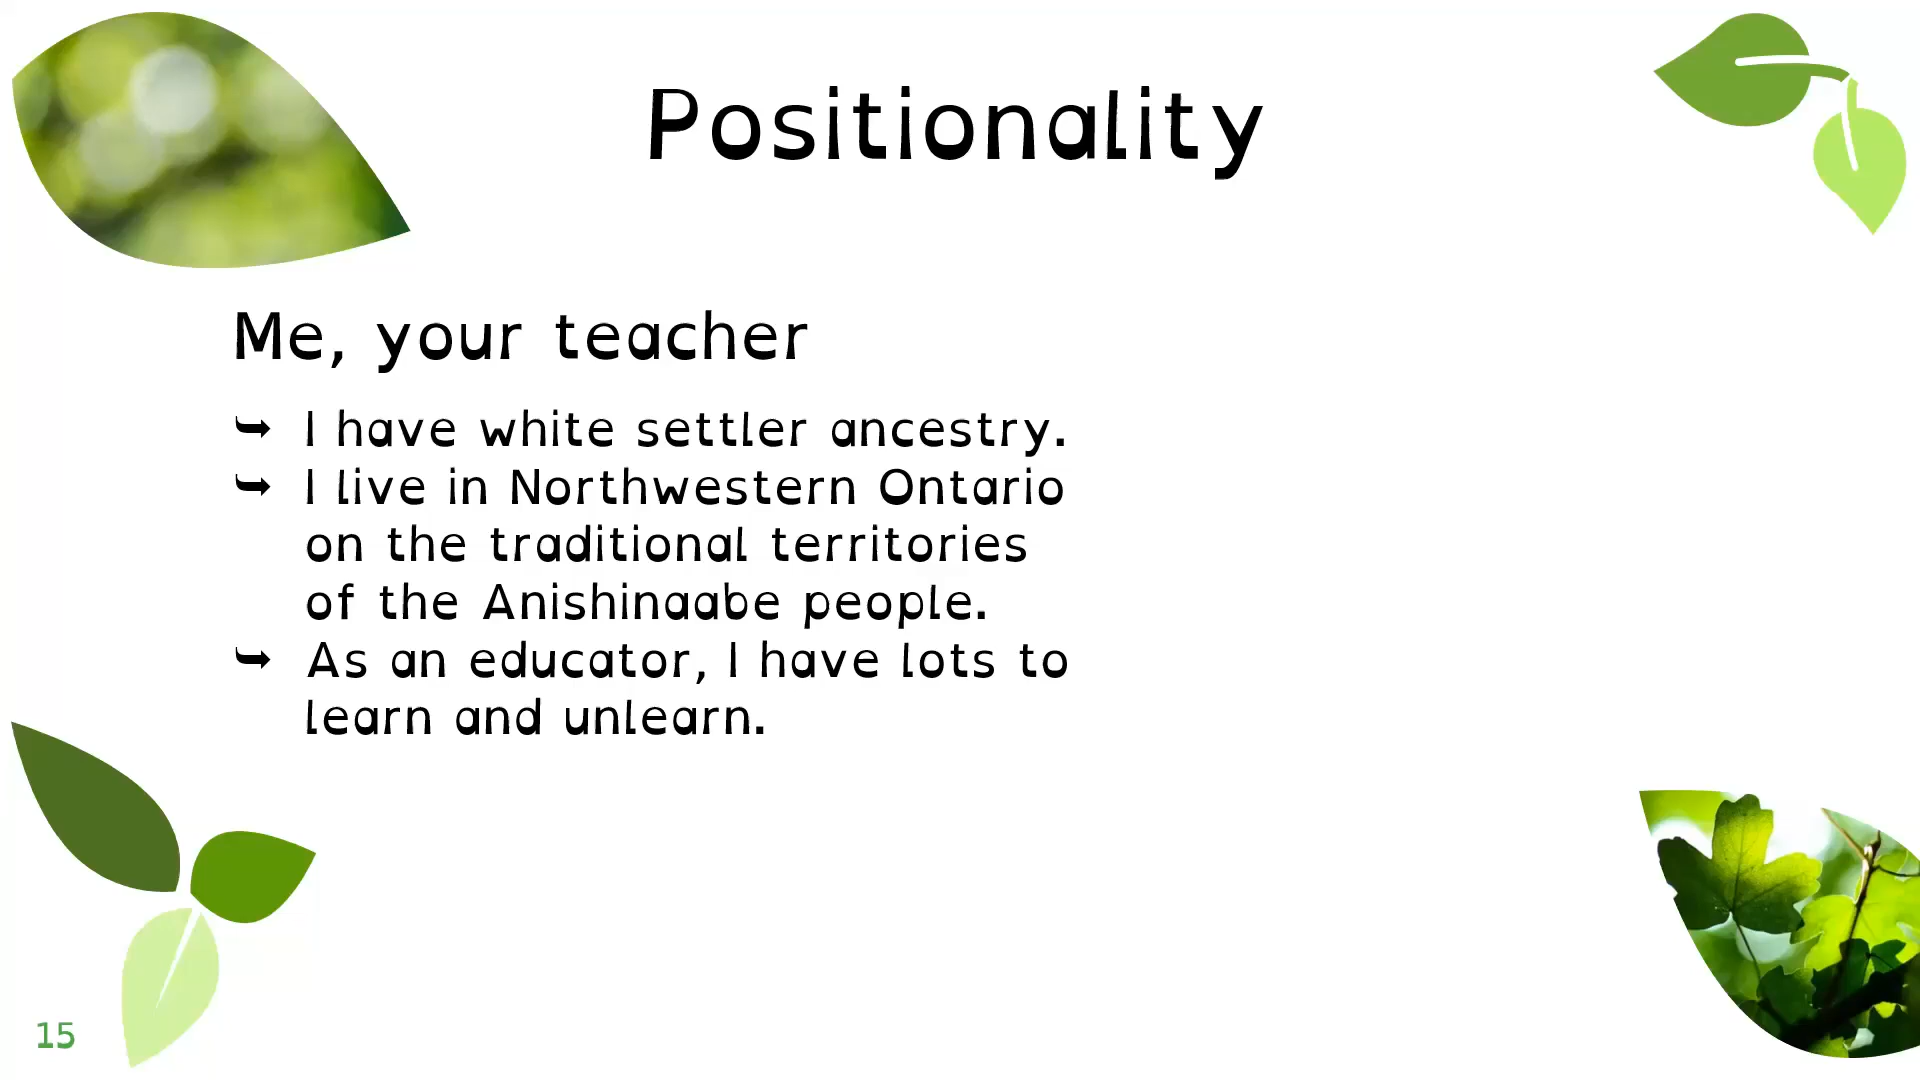 Positionality
Me, your teacher
➥ I have white settler ancestry.
➥ I live in Northwestern Ontario
on the traditional territories
of the Anishinaabe people.
➥ As an educator, I have lots to
learn and unlearn.
15